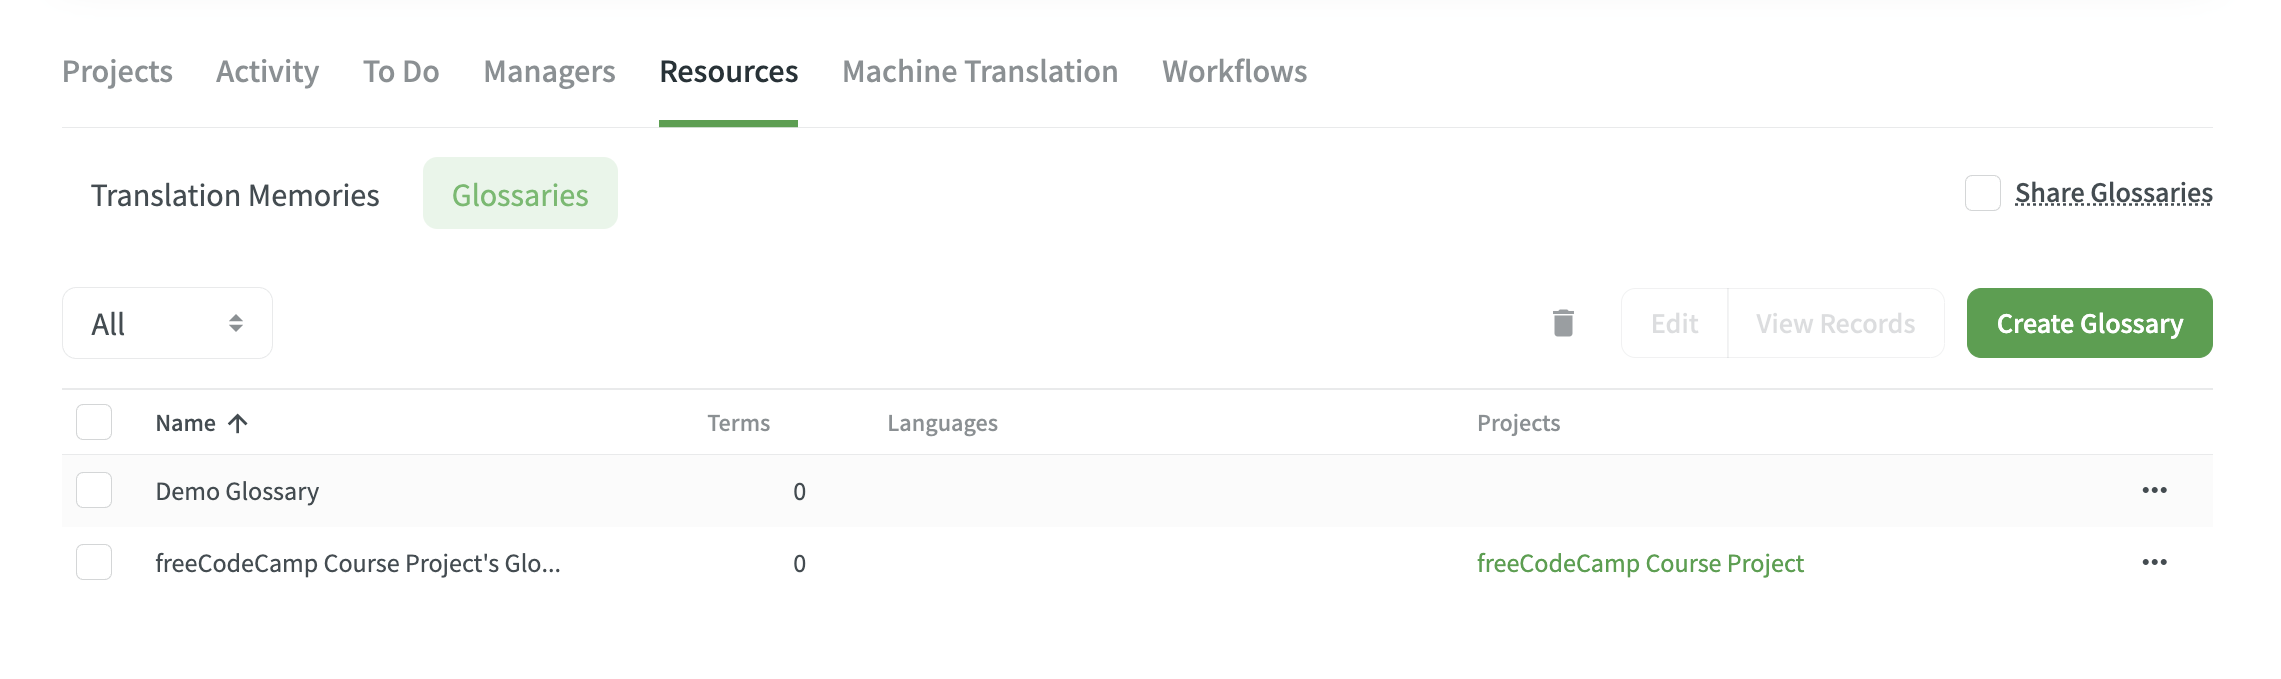 Projects Activity To Do Managers Resources Machine Translation Workflows
Translation Memories Glossaries Share Glossaries
All Edit View Records Create Glossary
Name Terms Languages Projects
Demo Glossary 0
freeCodeCamp Course Project's Glo... 0 freeCodeCamp Course Project